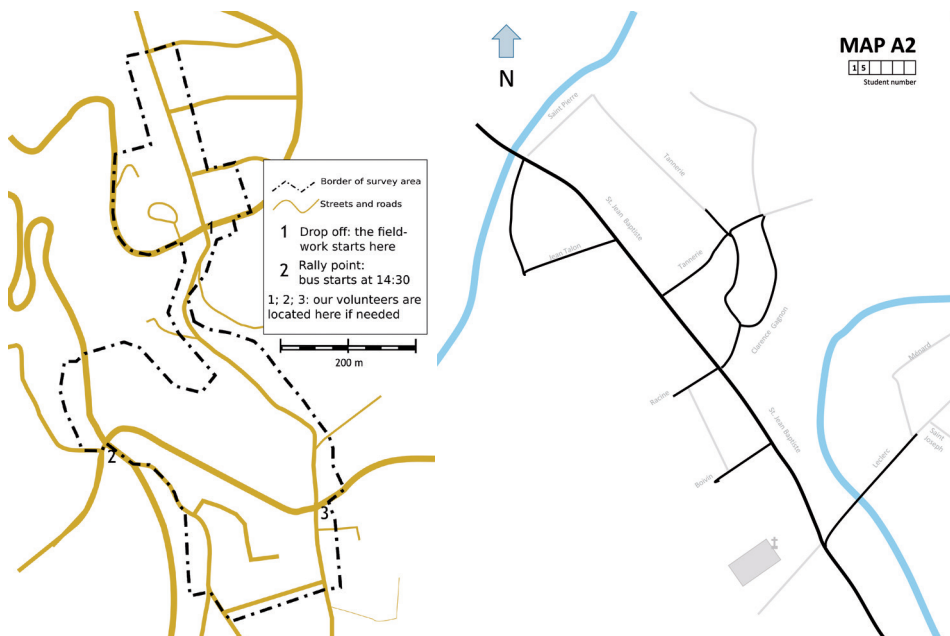 Border of survey area
Streets and roads
1 Drop off: the field-
work starts here
2 Rally point:
bus starts at 14:30
1; 2; 3: our volunteers are
located here if needed
200 m
1
2
3
N
MAP A2
1 5
Student number
Saint Pierre
Tannerie
St. Jean Baptiste
Jean Talon
Tannerie
Clarence Gagnon
Ménard
Racine
St. Jean Baptiste
Saint
Joseph
Leclerc
Boivin